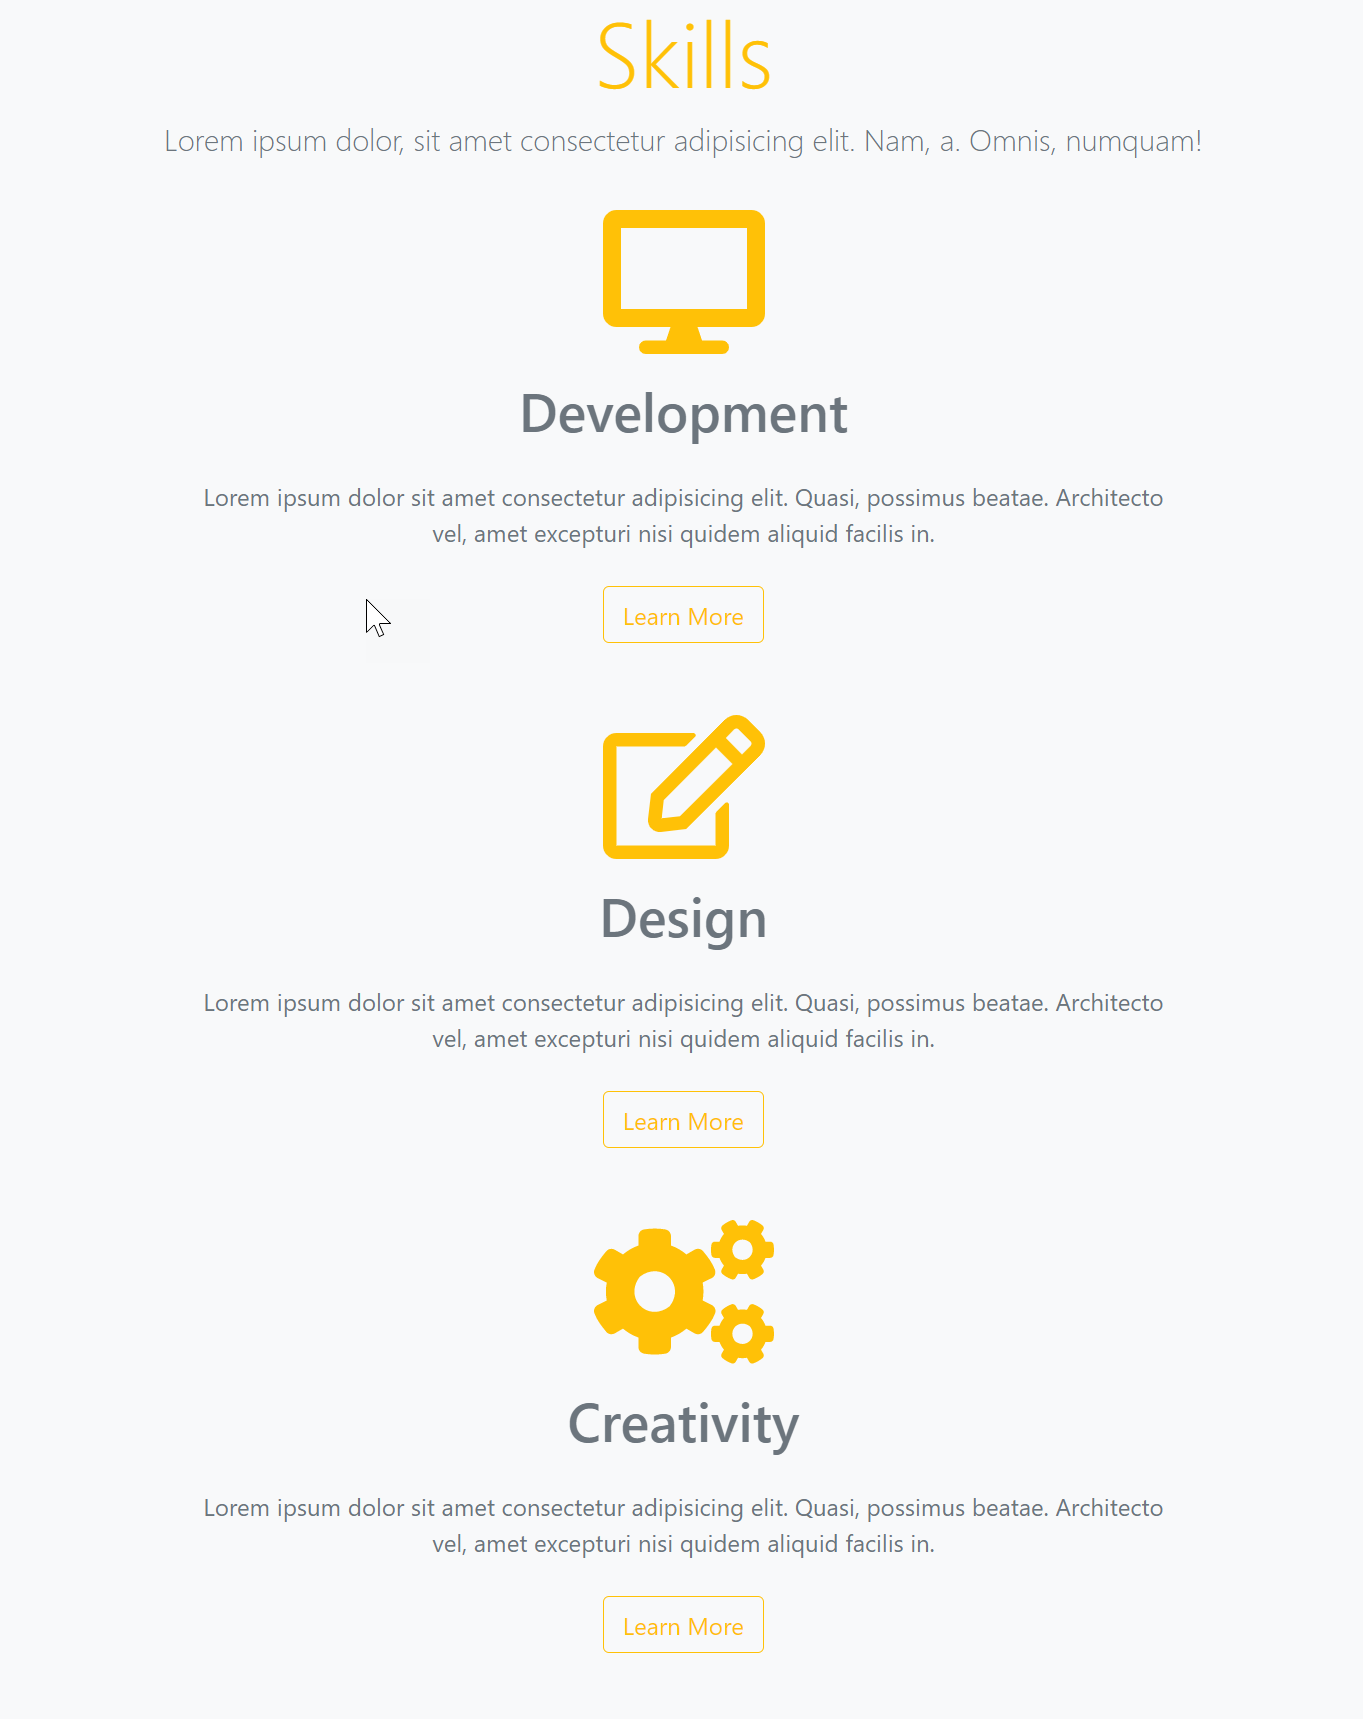 Skills
Lorem ipsum dolor, sit amet consectetur adipisicing elit. Nam, a. Omnis, numquam!
Development
Lorem ipsum dolor sit amet consectetur adipisicing elit. Quasi, possimus beatae. Architecto
vel, amet excepturi nisi quidem aliquid facilis in.
Learn More
Design
Lorem ipsum dolor sit amet consectetur adipisicing elit. Quasi, possimus beatae. Architecto
vel, amet excepturi nisi quidem aliquid facilis in.
Learn More
Creativity
Lorem ipsum dolor sit amet consectetur adipisicing elit. Quasi, possimus beatae. Architecto
vel, amet excepturi nisi quidem aliquid facilis in.
Learn More